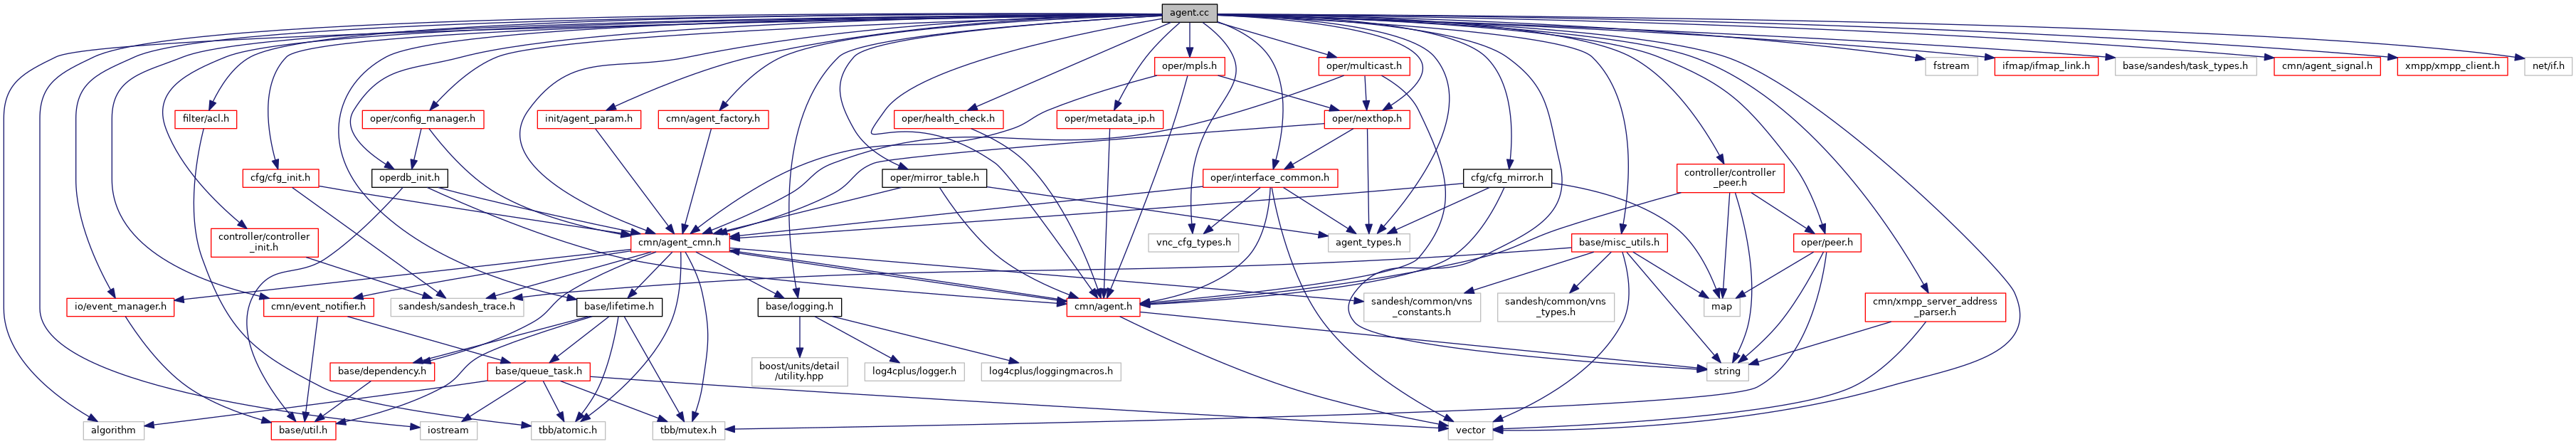 agent.cc
oper/mpls.h
oper/multicast.h
fstream
ifmap/ifmap_link.h
base/sandesh/task_types.h
cmn/agent_signal.h
xmpp/xmpp_client.h
net/if.h
filter/acl.h
oper/config_manager.h
init/agent_param.h
cmn/agent_factory.h
oper/health_check.h
oper/metadata_ip.h
oper/nexthop.h
cfg/cfg_init.h
operdb_init.h
oper/mirror_table.h
oper/interface_common.h
cfg/cfg_mirror.h
controller/controller
_peer.h
controller/controller
_init.h
cmn/agent_cmn.h
vnc_cfg_types.h
agent_types.h
base/misc_utils.h
oper/peer.h
io/event_manager.h
cmn/event_notifier.h
sandesh/sandesh_trace.h
base/lifetime.h
base/logging.h
cmn/agent.h
sandesh/common/vns
_constants.h
sandesh/common/vns
_types.h
map
cmn/xmpp_server_address
_parser.h
base/dependency.h
base/queue_task.h
boost/units/detail
/utility.hpp
log4cplus/logger.h
log4cplus/loggingmacros.h
string
algorithm
base/util.h
iostream
tbb/atomic.h
tbb/mutex.h
vector